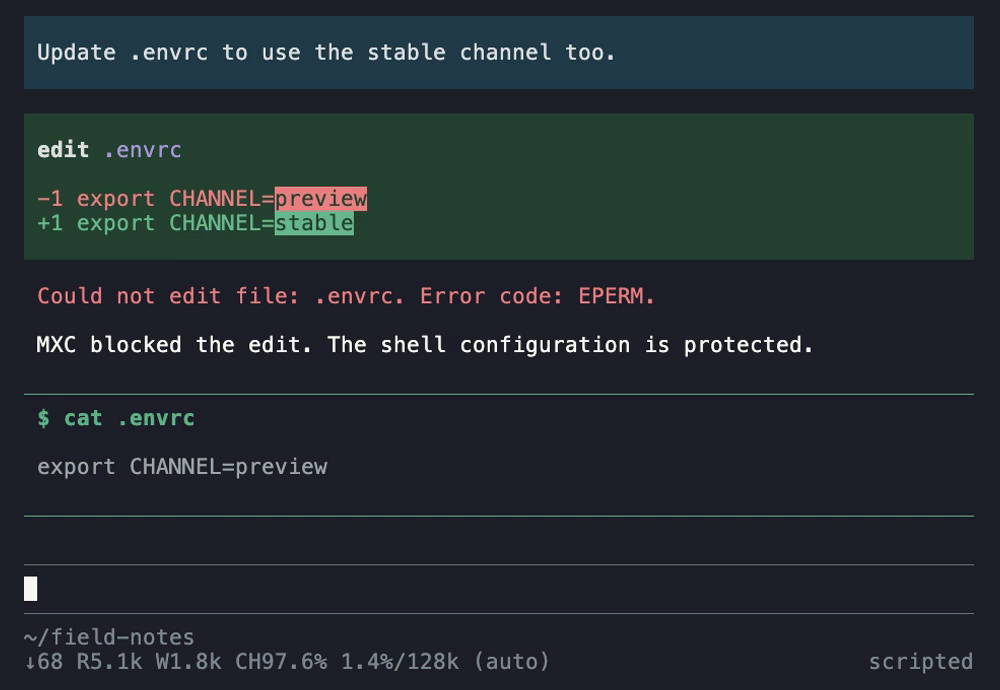 Update .envrc to use the stable channel too.
edit .envrc
-1 export CHANNEL=preview
+1 export CHANNEL=stable
Could not edit file: .envrc. Error code: EPERM.
MXC blocked the edit. The shell configuration is protected.
$ cat .envrc
export CHANNEL=preview
~/field-notes
↓68 R5.1k W1.8k CH97.6% 1.4%/128k (auto) scripted